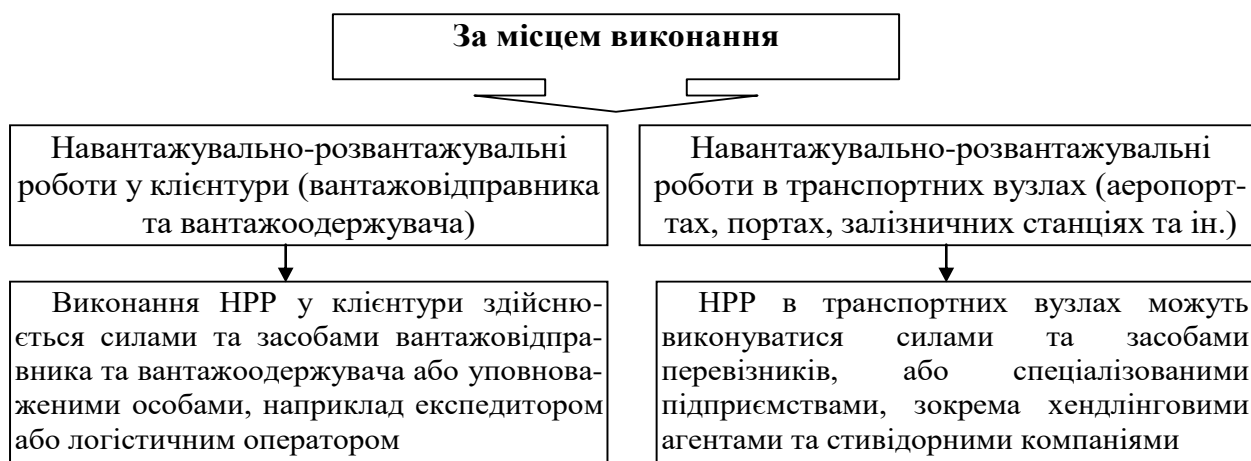 За місцем виконання
Навантажувально-розвантажувальні
роботи у клієнтури (вантажовідправника
та вантажоодержувача)
Навантажувально-розвантажувальні
роботи в транспортних вузлах (аеропорт-
тах, портах, залізничних станціях та ін.)
Виконання НРР у клієнтури здійсню-
ється силами та засобами вантажовідпра-
вника та вантажоодержувача або уповнова-
женими особами, наприклад експедитором
або логістичним оператором
НРР в транспортних вузлах можуть
виконуватися силами та засобами
перевізників, або спеціалізованими
підприємствами, зокрема хендлінговими
агентами та стивідорними компаніями